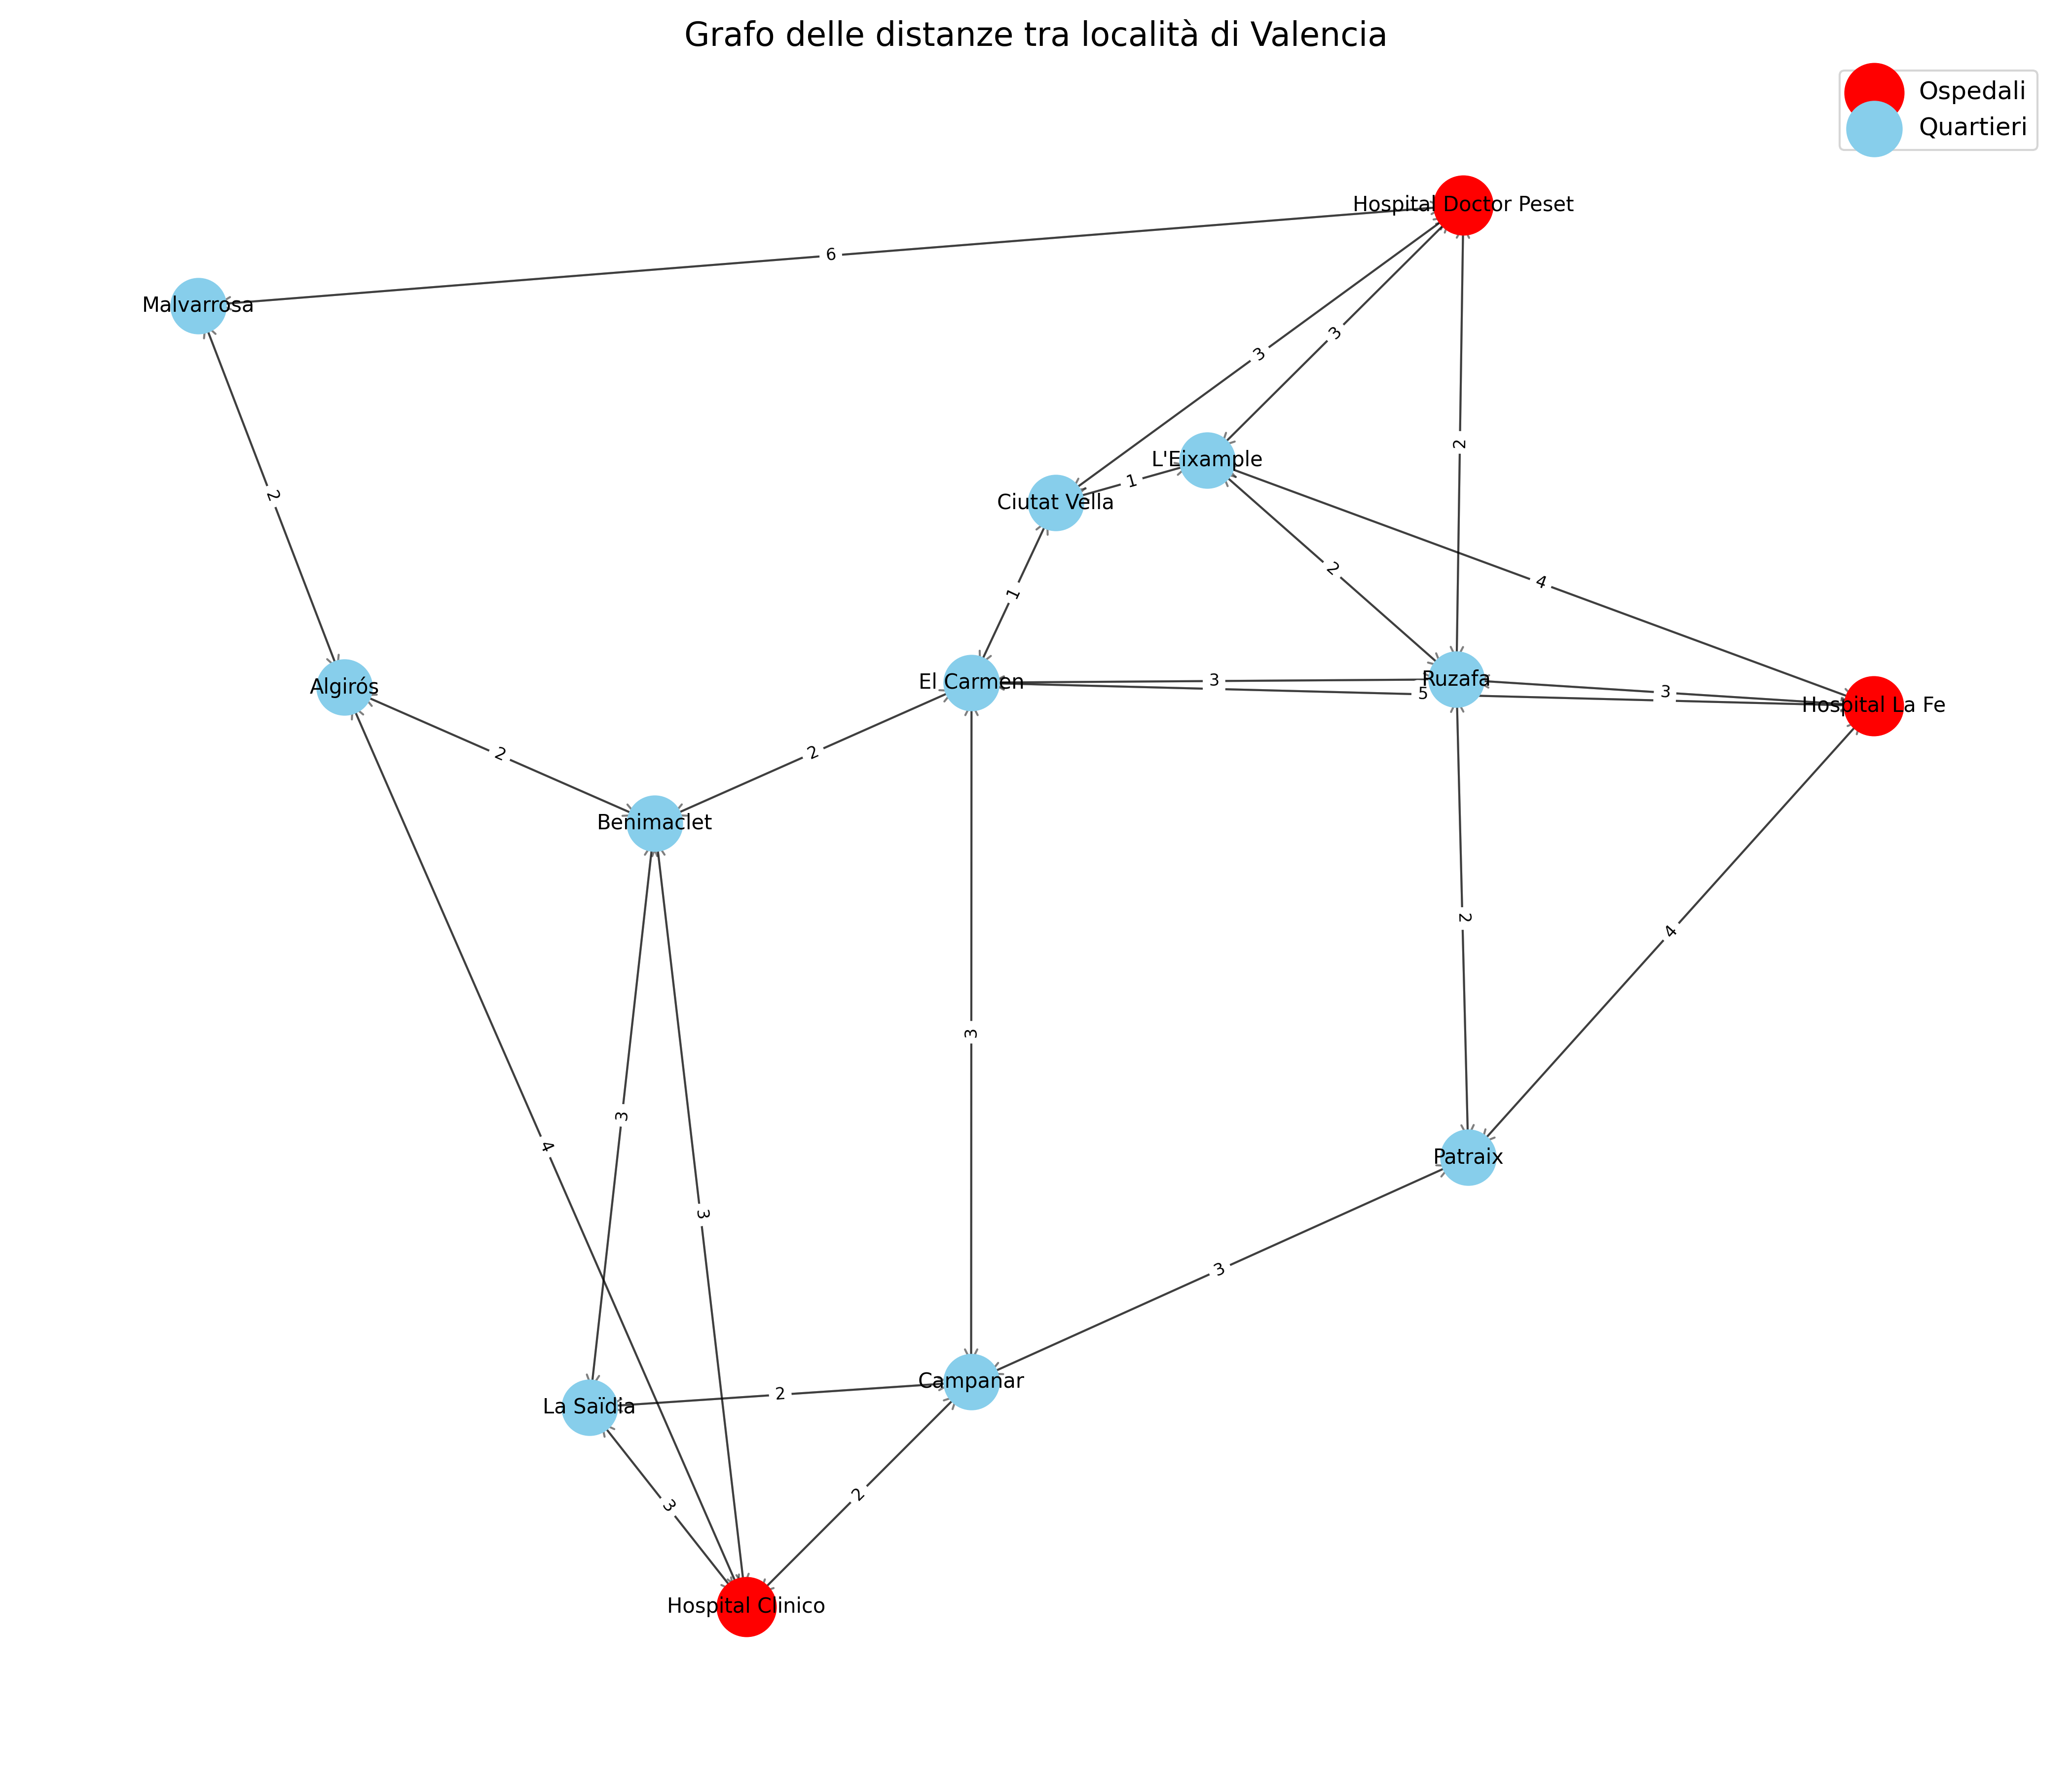 Grafo delle distanze tra località di Valencia
Ospedali
Quartieri
Hospital Doctor Peset
6
Malvarrosa
3
3
2
L'Eixample
1
Ciutat Vella
2
2
4
1
Ruzafa
3
El Carmen
Algirós
3
5
Hospital La Fe
2
2
Benimaclet
2
4
3
3
4
Patraix
3
3
Campanar
2
La Saïdia
2
3
Hospital Clinico